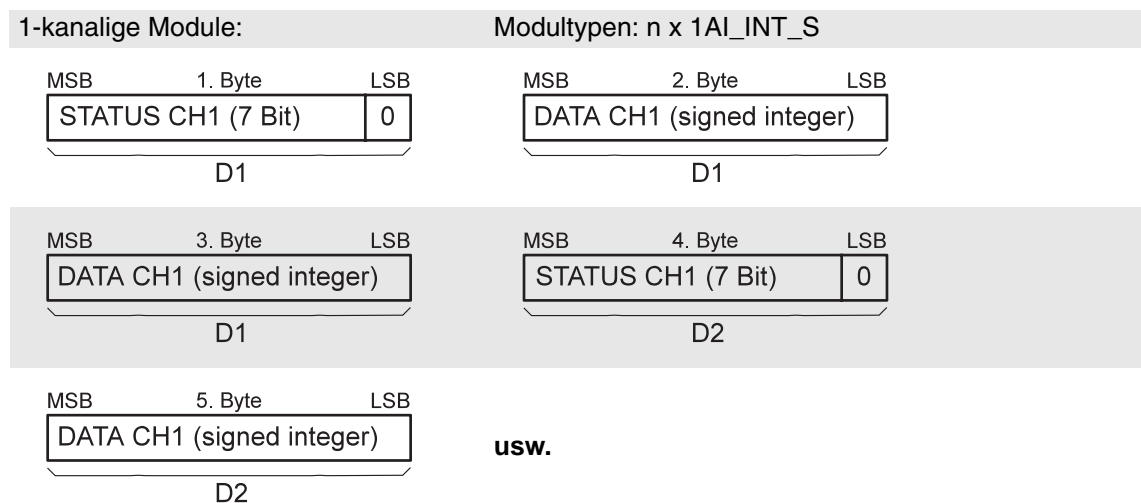 1-kanalige Module: Modultypen: n x 1AI_INT_S
MSB 1. Byte LSB MSB 2. Byte LSB
STATUS CH1 (7 Bit) 0 DATA CH1 (signed integer)
D1 D1
MSB 3. Byte LSB MSB 4. Byte LSB
DATA CH1 (signed integer) STATUS CH1 (7 Bit) 0
D1 D2
MSB 5. Byte LSB
DATA CH1 (signed integer) usw.
D2